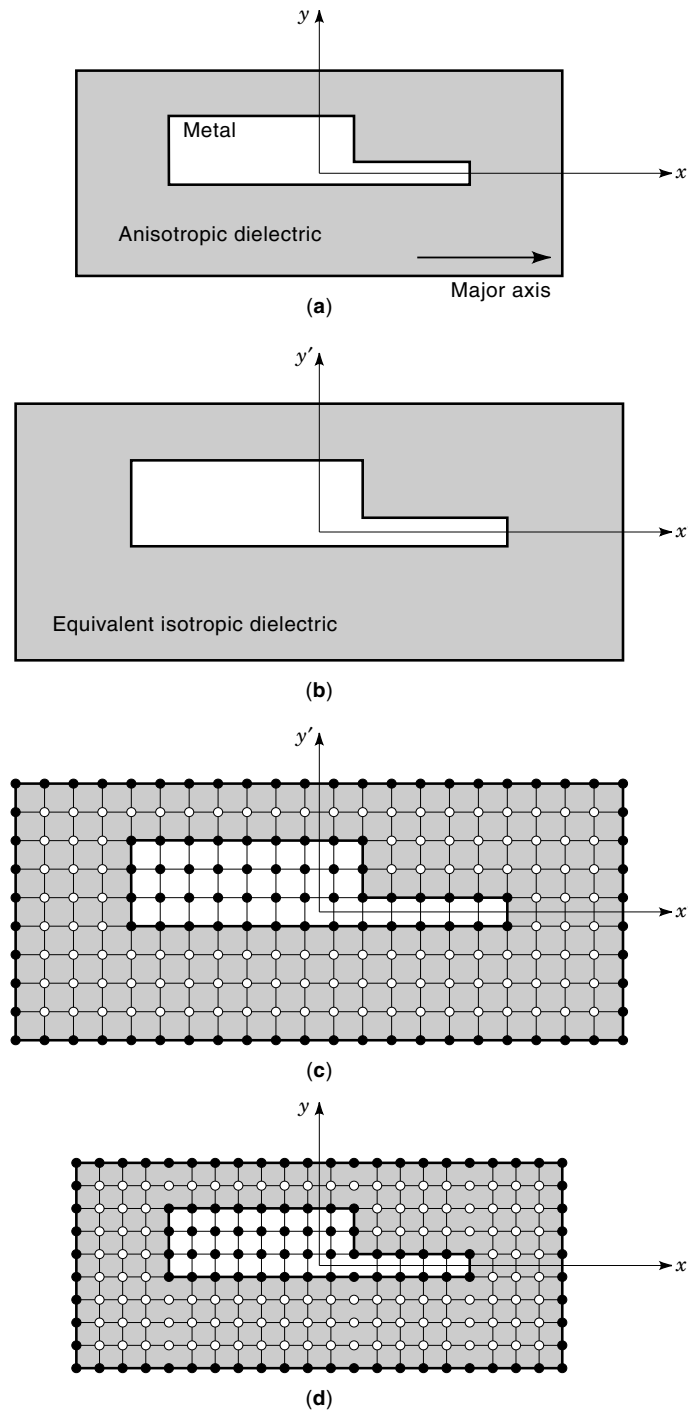 y
Metal
x
Anisotropic dielectric
Major axis
(a)
y′
x
Equivalent isotropic dielectric
(b)
y′
x
(c)
y
x
(d)